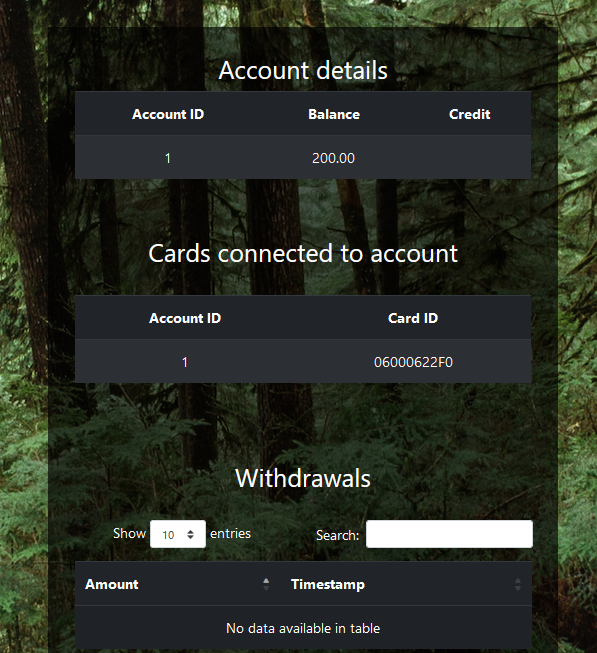 Account details
Account ID Balance Credit
1 200.00
Cards connected to account
Account ID Card ID
1 06000622F0
Withdrawals
Show 10 entries Search:
Amount Timestamp
No data available in table